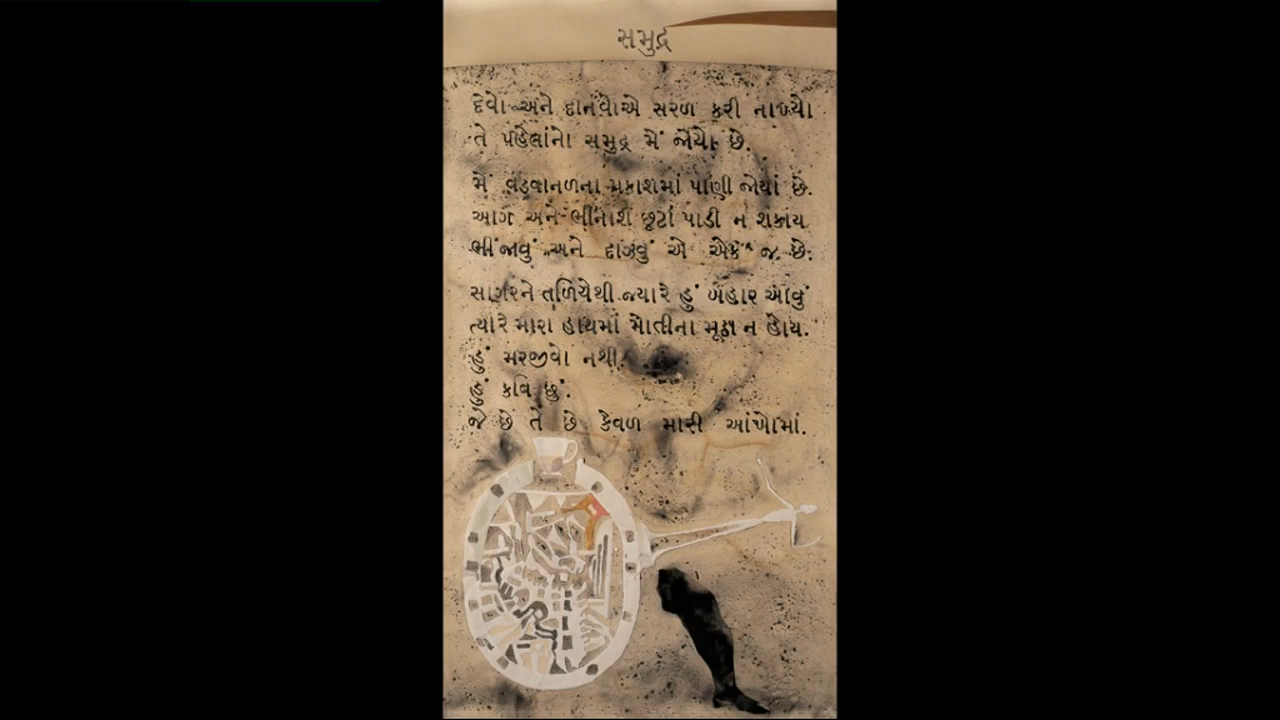 સમુદ્ર
દેવો અને દાનવોએ સરળ કરી નાખ્યો
તે પહેલાંનો સમુદ્ર મેં જોયો છે.
મેં વડવાનળના પ્રકાશમાં પાણી જોયાં છે.
આગ અને ભીનાશ છૂટાં પાડી ન શકાય
ભીંજાવું અને દાઝવું એ એક જ છે.
સાગરને તળિયેથી જ્યારે હું બહાર આવું
ત્યારે મારા હાથમાં મોતીના મૂઠા ન હોય.
હું મરજીવો નથી.
હું કવિ છું.
જે છે તે છે કેવળ મારી આંખોમાં.